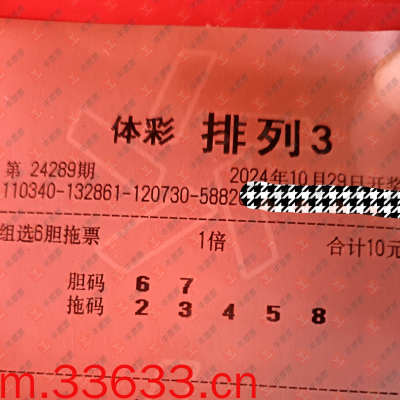 体彩 排列3
第 24289期 2024年10月29日开奖
110340-132861-120730-5882
组选6胆拖票 1倍 合计10元
胆码 6 7
拖码 2 3 4 5 8
m.33633.cn